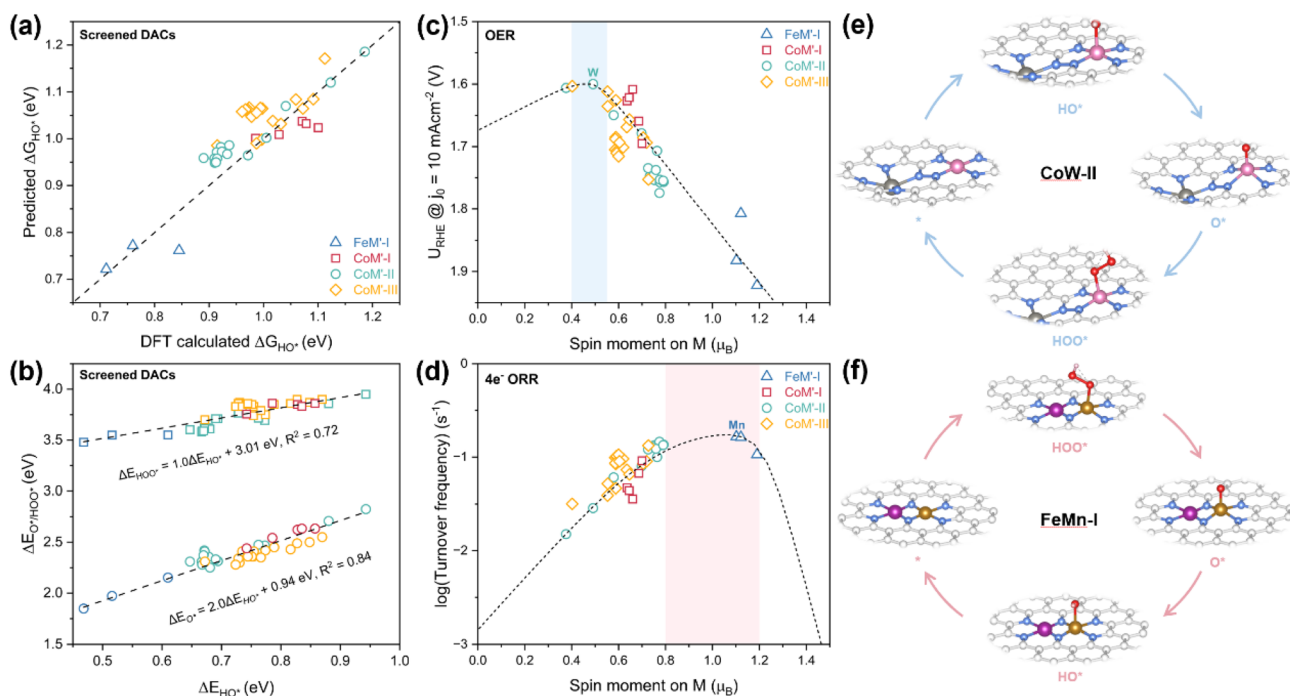 (a)
Screened DACs
Predicted ΔG_HO* (eV)
1.2
1.1
1.0
0.9
0.8
0.7
FeM'-I
CoM'-I
CoM'-II
CoM'-III
0.7 0.8 0.9 1.0 1.1 1.2
DFT calculated ΔG_HO* (eV)
(b)
Screened DACs
ΔE_O*/HOO* (eV)
4.0
3.5
3.0
2.5
2.0
1.5
ΔE_HOO* = 1.0ΔE_HO* + 3.01 eV, R² = 0.72
ΔE_O* = 2.0ΔE_HO* + 0.94 eV, R² = 0.84
0.5 0.6 0.7 0.8 0.9 1.0
ΔE_HO* (eV)
(c)
OER
U_RHE @ j₀ = 10 mAcm⁻² (V)
1.5
1.6
1.7
1.8
1.9
W
FeM'-I
CoM'-I
CoM'-II
CoM'-III
0.0 0.2 0.4 0.6 0.8 1.0 1.2 1.4
Spin moment on M (μ_B)
(d)
4e⁻ ORR
log(Turnover frequency) (s⁻¹)
0
−1
−2
−3
Mn
FeM'-I
CoM'-I
CoM'-II
CoM'-III
0.0 0.2 0.4 0.6 0.8 1.0 1.2 1.4
Spin moment on M (μ_B)
(e)
HO*
CoW-II
*
O*
HOO*
(f)
HOO*
FeMn-I
*
O*
HO*